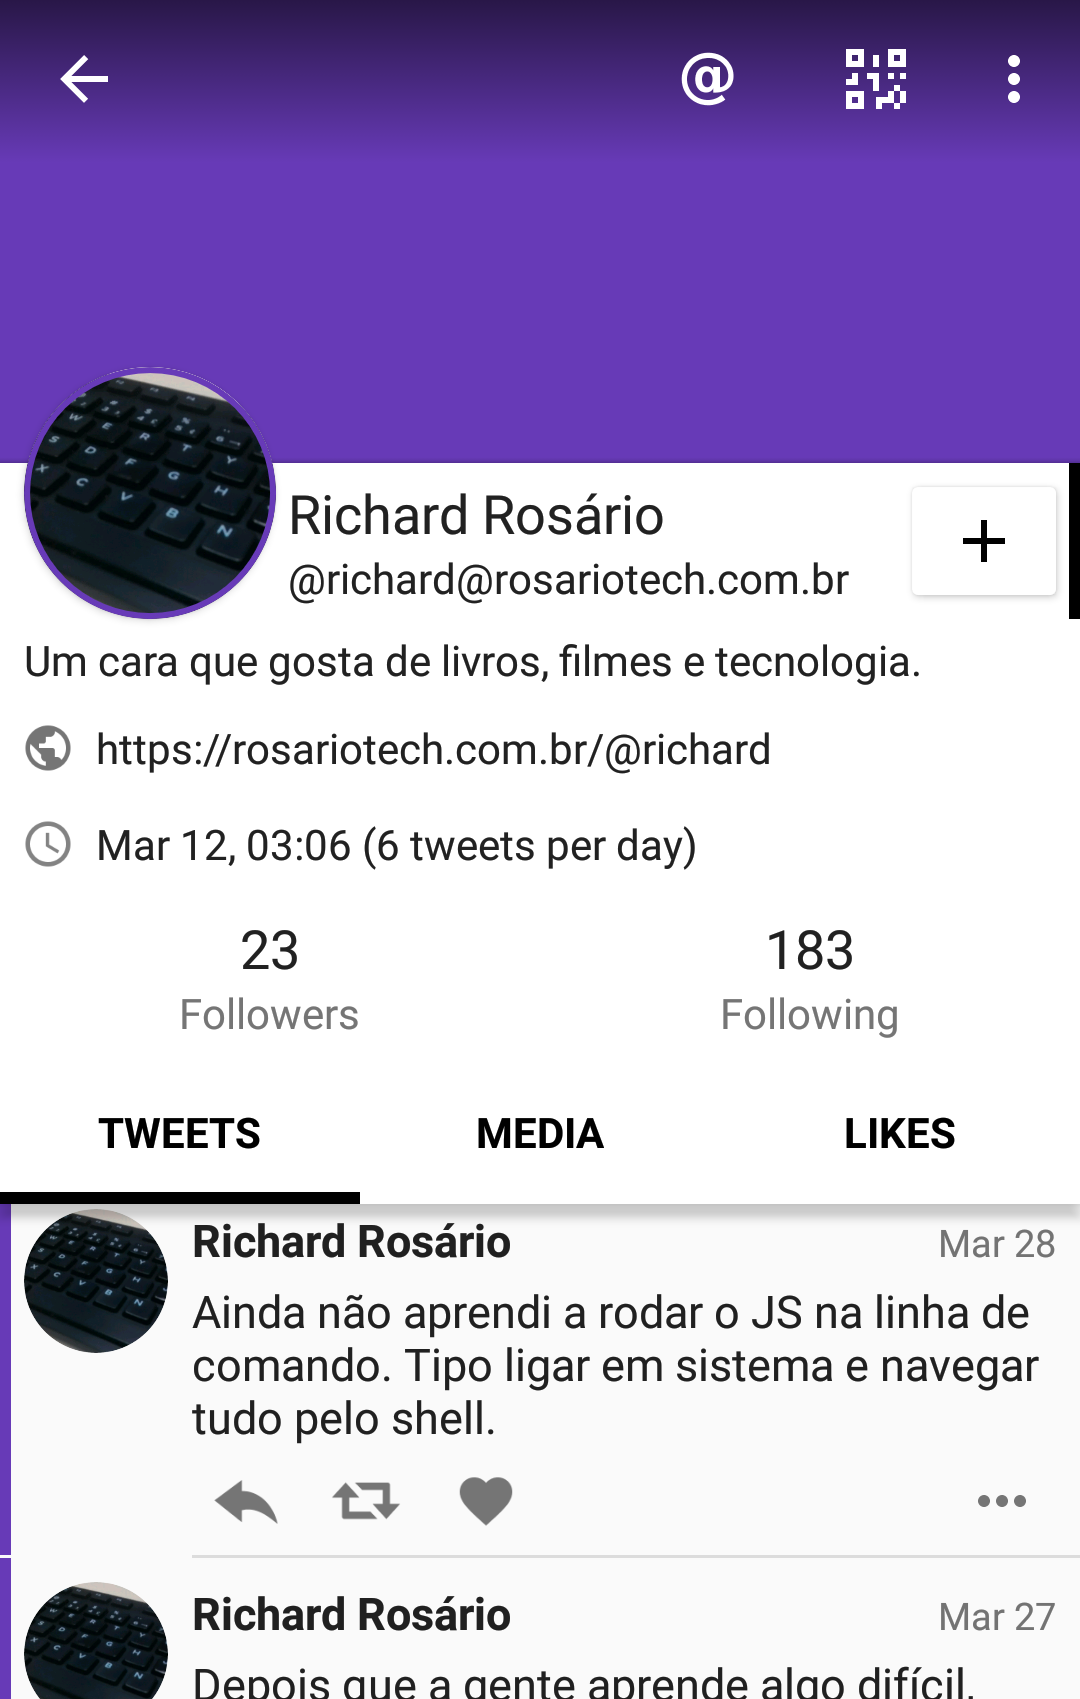 @
Richard Rosário
@richard@rosariotech.com.br
Um cara que gosta de livros, filmes e tecnologia.
https://rosariotech.com.br/@richard
Mar 12, 03:06 (6 tweets per day)
23 183
Followers Following
TWEETS MEDIA LIKES
Richard Rosário Mar 28
Ainda não aprendi a rodar o JS na linha de
comando. Tipo ligar em sistema e navegar
tudo pelo shell.
Richard Rosário Mar 27
Depois que a gente aprende algo difícil,